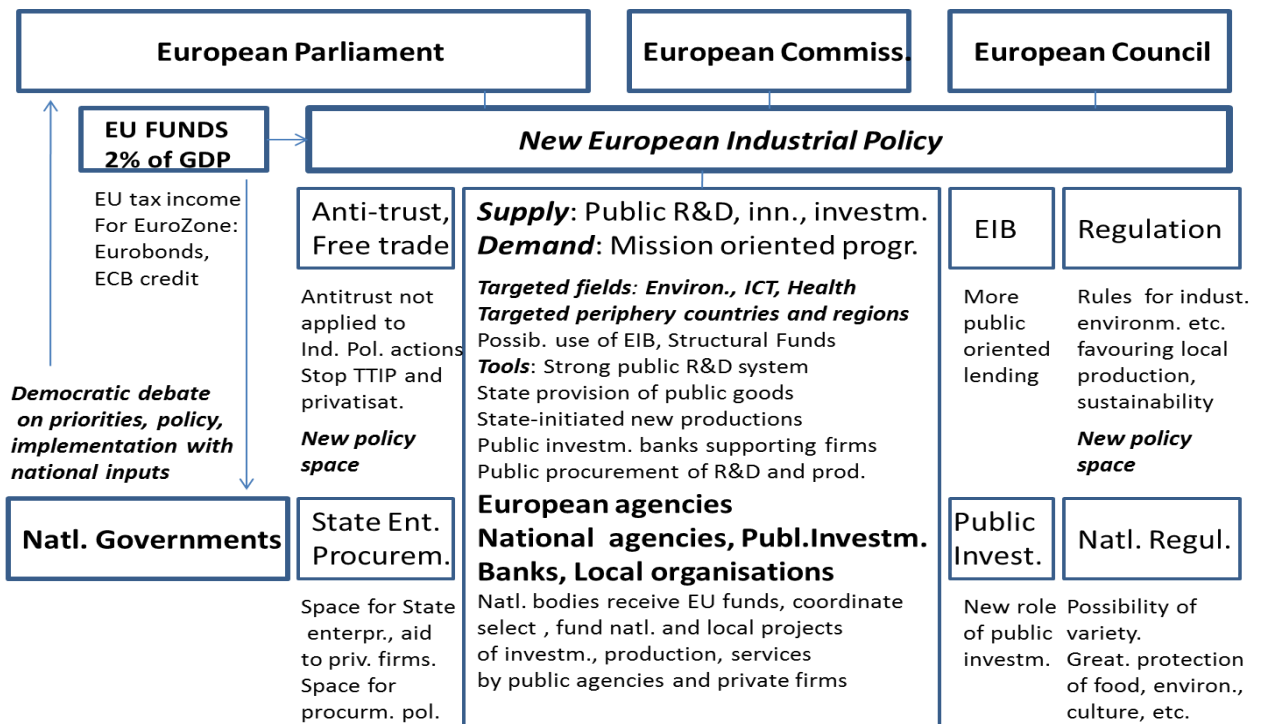 European Parliament
European Commiss.
European Council
EU FUNDS
2% of GDP
New European Industrial Policy
EU tax income
For EuroZone:
Eurobonds,
ECB credit
Democratic debate
on priorities, policy,
implementation with
national inputs
Natl. Governments
Anti-trust,
Free trade
Antitrust not
applied to
Ind. Pol. actions
Stop TTIP and
privatisat.
New policy
space
State Ent.
Procurem.
Space for State
enterpr., aid
to priv. firms.
Space for
procurm. pol.
Supply: Public R&D, inn., investm.
Demand: Mission oriented progr.
Targeted fields: Environ., ICT, Health
Targeted periphery countries and regions
Possib. use of EIB, Structural Funds
Tools: Strong public R&D system
State provision of public goods
State-initiated new productions
Public investm. banks supporting firms
Public procurement of R&D and prod.
European agencies
National agencies, Publ.Investm.
Banks, Local organisations
Natl. bodies receive EU funds, coordinate
select , fund natl. and local projects
of investm., production, services
by public agencies and private firms
EIB
More
public
oriented
lending
Public
Invest.
New role
of public
investm.
Regulation
Rules for indust.
environm. etc.
favouring local
production,
sustainability
New policy
space
Natl. Regul.
Possibility of
variety.
Great. protection
of food, environ.,
culture, etc.